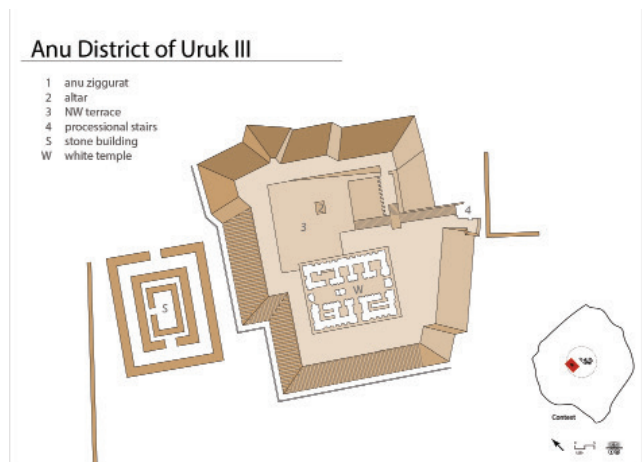 Anu District of Uruk III
1 anu ziggurat
2 altar
3 NW terrace
4 processional stairs
5 stone building
W white temple
4
2
3
W
5
Context